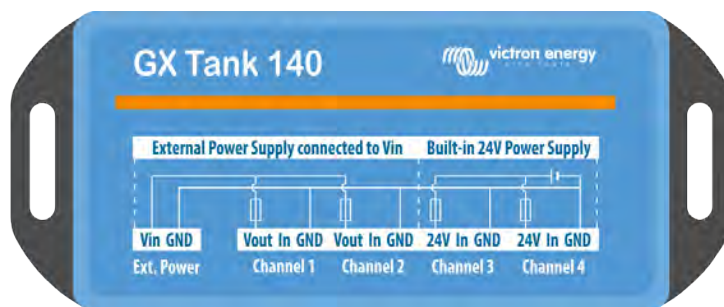 GX Tank 140
victron energy
External Power Supply connected to Vin Built-in 24V Power Supply
Vin GND Vout In GND Vout In GND 24V In GND 24V In GND
Ext. Power Channel 1 Channel 2 Channel 3 Channel 4